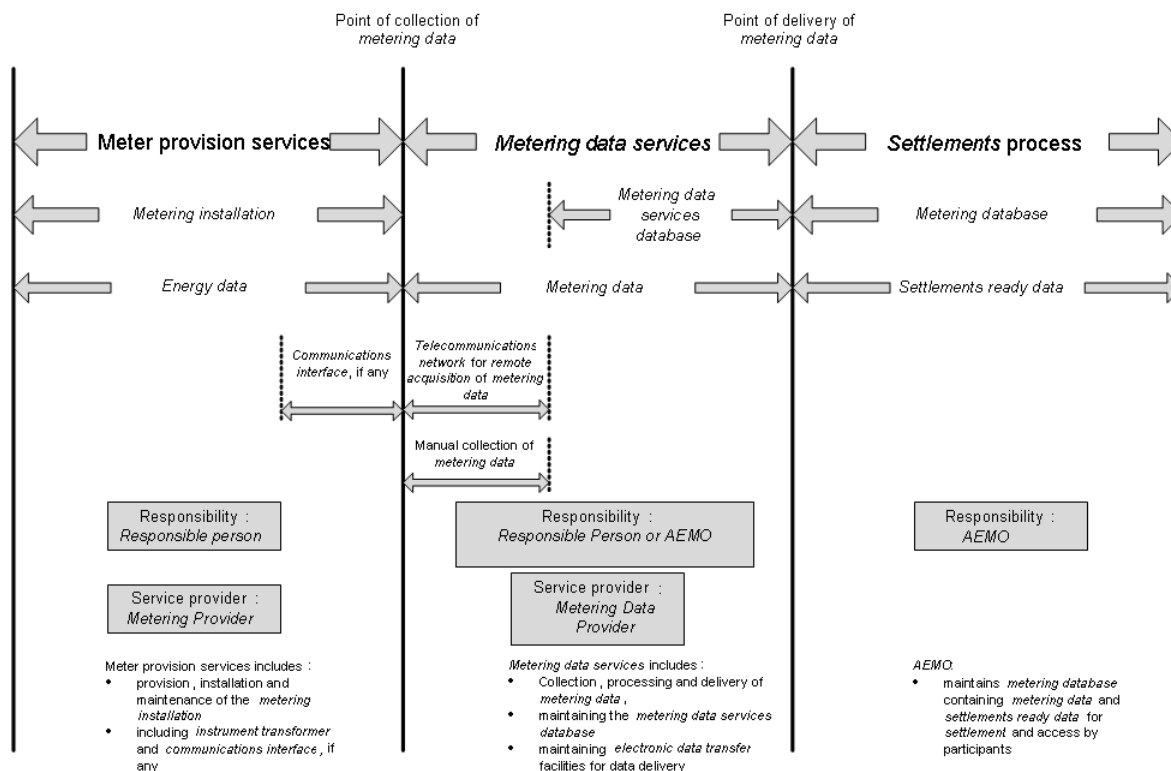 Point of collection of
metering data
Point of delivery of
metering data
Meter provision services
Metering data services
Settlements process
Metering installation
Metering data
services
database
Metering database
Energy data
Metering data
Settlements ready data
Communications
interface, if any
Telecommunications
network for remote
acquisition of metering
data
Manual collection of
metering data
Responsibility :
Responsible person
Responsibility :
Responsible Person or AEMO
Responsibility :
AEMO
Service provider :
Metering Provider
Service provider :
Metering Data
Provider
Meter provision services includes :
• provision, installation and
maintenance of the metering
installation
• including instrument transformer
and communications interface, if
any
Metering data services includes :
• Collection, processing and delivery of
metering data,
• maintaining the metering data services
database
• maintaining electronic data transfer
facilities for data delivery
AEMO:
• maintains metering database
containing metering data and
settlements ready data for
settlement and access by
participants